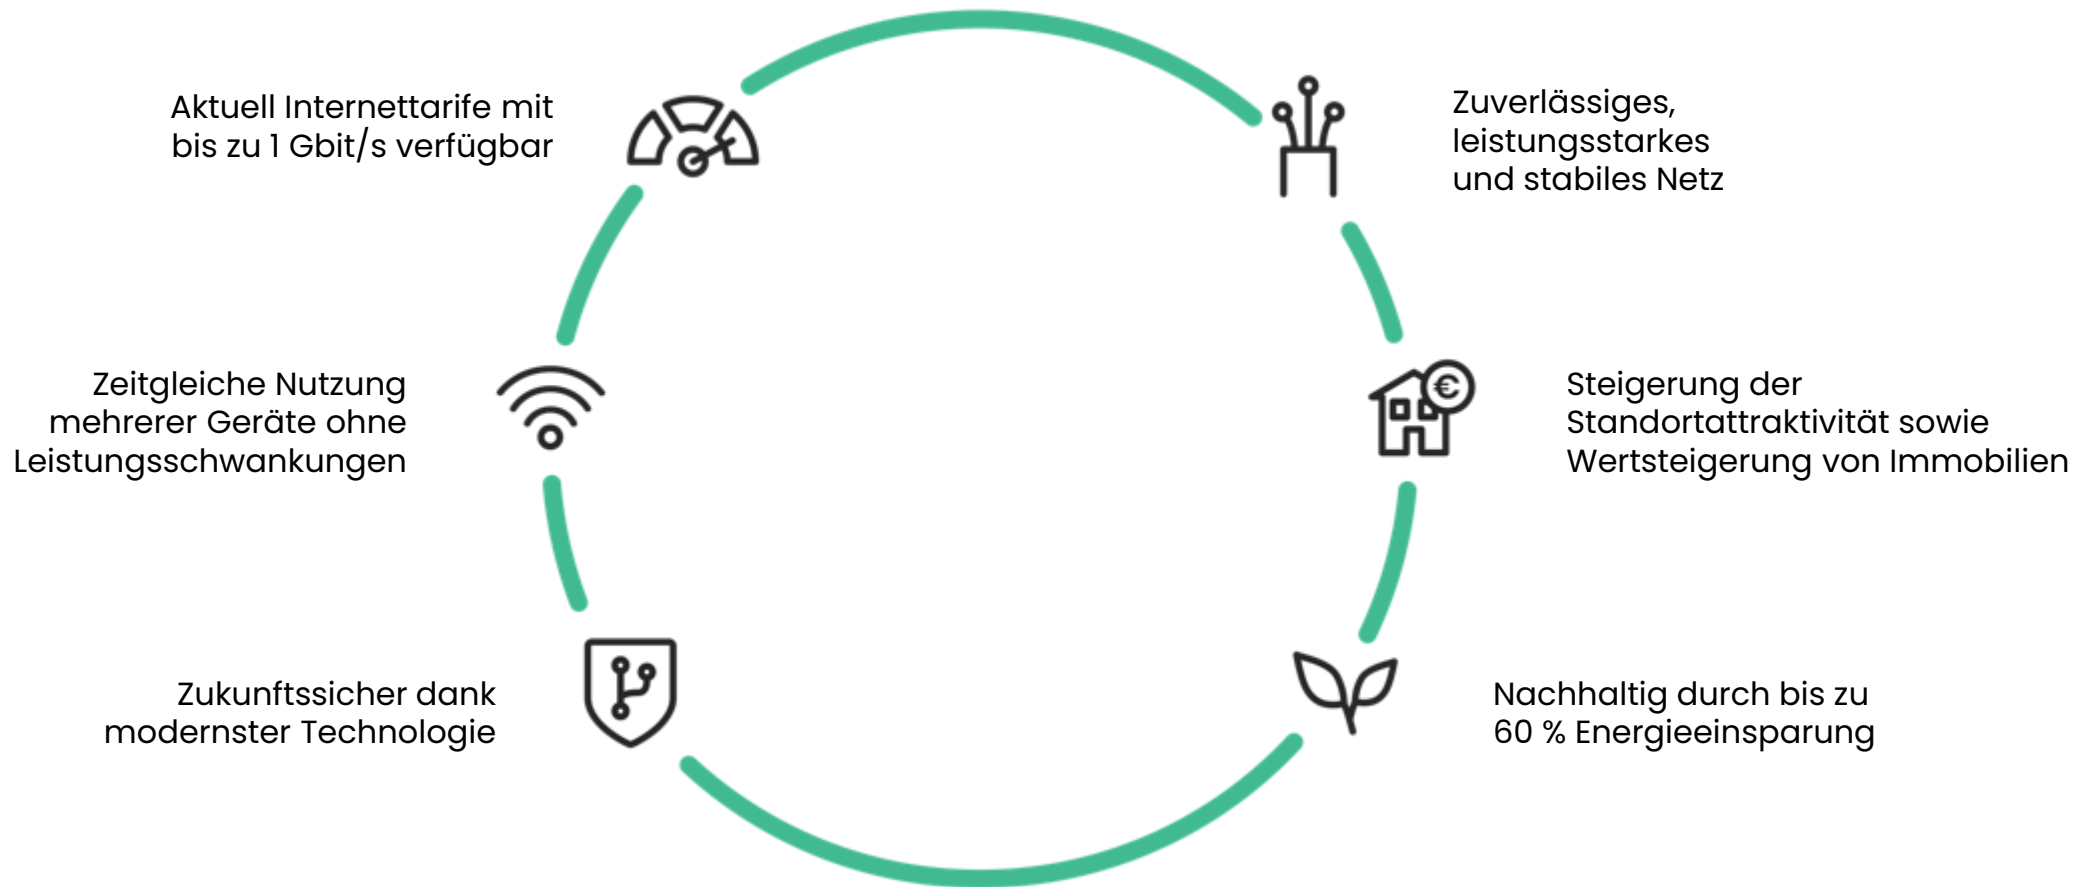 Aktuell Internettarife mit
bis zu 1 Gbit/s verfügbar
Zuverlässiges,
leistungsstarkes
und stabiles Netz
Zeitgleiche Nutzung
mehrerer Geräte ohne
Leistungsschwankungen
€
Steigerung der
Standortattraktivität sowie
Wertsteigerung von Immobilien
Zukunftssicher dank
modernster Technologie
Nachhaltig durch bis zu
60 % Energieeinsparung